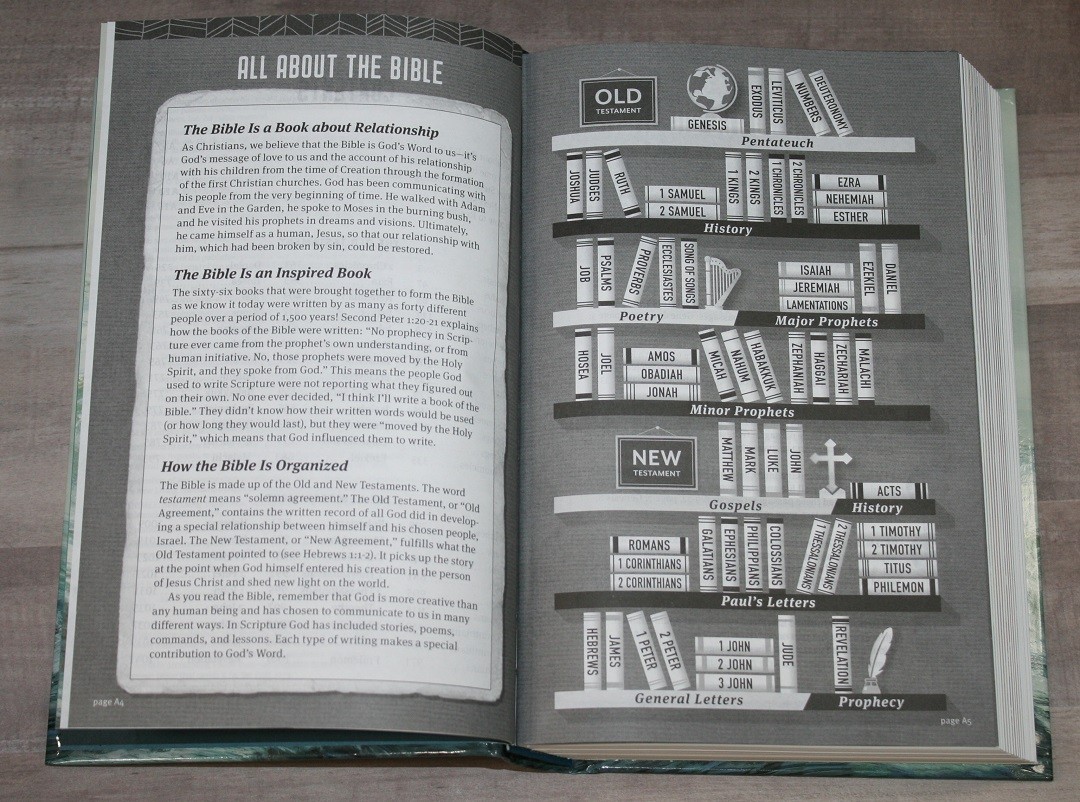 ALL ABOUT THE BIBLE
The Bible Is a Book about Relationship
As Christians, we believe that the Bible is God's Word to us—it's
God's message of love to us and the account of his relationship
with his children from the time of Creation through the formation
of the first Christian churches. God has been communicating with
his people from the very beginning of time. He walked with Adam
and Eve in the Garden, he spoke to Moses in the burning bush,
and he visited his prophets in dreams and visions. Ultimately,
he came himself as a human, Jesus, so that our relationship with
him, which had been broken by sin, could be restored.
The Bible Is an Inspired Book
The sixty-six books that were brought together to form the Bible
as we know it today were written by as many as forty different
people over a period of 1,500 years! Second Peter 1:20-21 explains
how the books of the Bible were written: "No prophecy in Scrip-
ture ever came from the prophet's own understanding, or from
human initiative. No, those prophets were moved by the Holy
Spirit, and they spoke from God." This means the people God
used to write Scripture were not reporting what they figured out
on their own. No one ever decided, "I think I'll write a book of the
Bible." They didn't know how their written words would be used
(or how long they would last), but they were "moved by the Holy
Spirit," which means that God influenced them to write.
How the Bible Is Organized
The Bible is made up of the Old and New Testaments. The word
testament means "solemn agreement." The Old Testament, or "Old
Agreement," contains the written record of all God did in develop-
ing a special relationship between himself and his chosen people,
Israel. The New Testament, or "New Agreement," fulfills what the
Old Testament pointed to (see Hebrews 1:1-2). It picks up the story
at the point when God himself entered his creation in the person
of Jesus Christ and shed new light on the world.
As you read the Bible, remember that God is more creative than
any human being and has chosen to communicate to us in many
different ways. In Scripture God has included stories, poems,
commands, and lessons. Each type of writing makes a special
contribution to God's Word.
page A4
OLD
TESTAMENT
GENESIS
EXODUS
LEVITICUS
NUMBERS
DEUTERONOMY
Pentateuch
JOSHUA
JUDGES
RUTH
1 SAMUEL
2 SAMUEL
1 KINGS
2 KINGS
1 CHRONICLES
2 CHRONICLES
EZRA
NEHEMIAH
ESTHER
History
JOB
PSALMS
PROVERBS
ECCLESIASTES
SONG OF SONGS
Poetry
ISAIAH
JEREMIAH
LAMENTATIONS
EZEKIEL
DANIEL
Major Prophets
HOSEA
JOEL
AMOS
OBADIAH
JONAH
MICAH
NAHUM
HABAKKUK
ZEPHANIAH
HAGGAI
ZECHARIAH
MALACHI
Minor Prophets
NEW
TESTAMENT
MATTHEW
MARK
LUKE
JOHN
Gospels
ACTS
History
ROMANS
1 CORINTHIANS
2 CORINTHIANS
GALATIANS
EPHESIANS
PHILIPPIANS
COLOSSIANS
1 THESSALONIANS
2 THESSALONIANS
1 TIMOTHY
2 TIMOTHY
TITUS
PHILEMON
Paul's Letters
HEBREWS
JAMES
1 PETER
2 PETER
1 JOHN
2 JOHN
3 JOHN
JUDE
General Letters
REVELATION
Prophecy
page A5